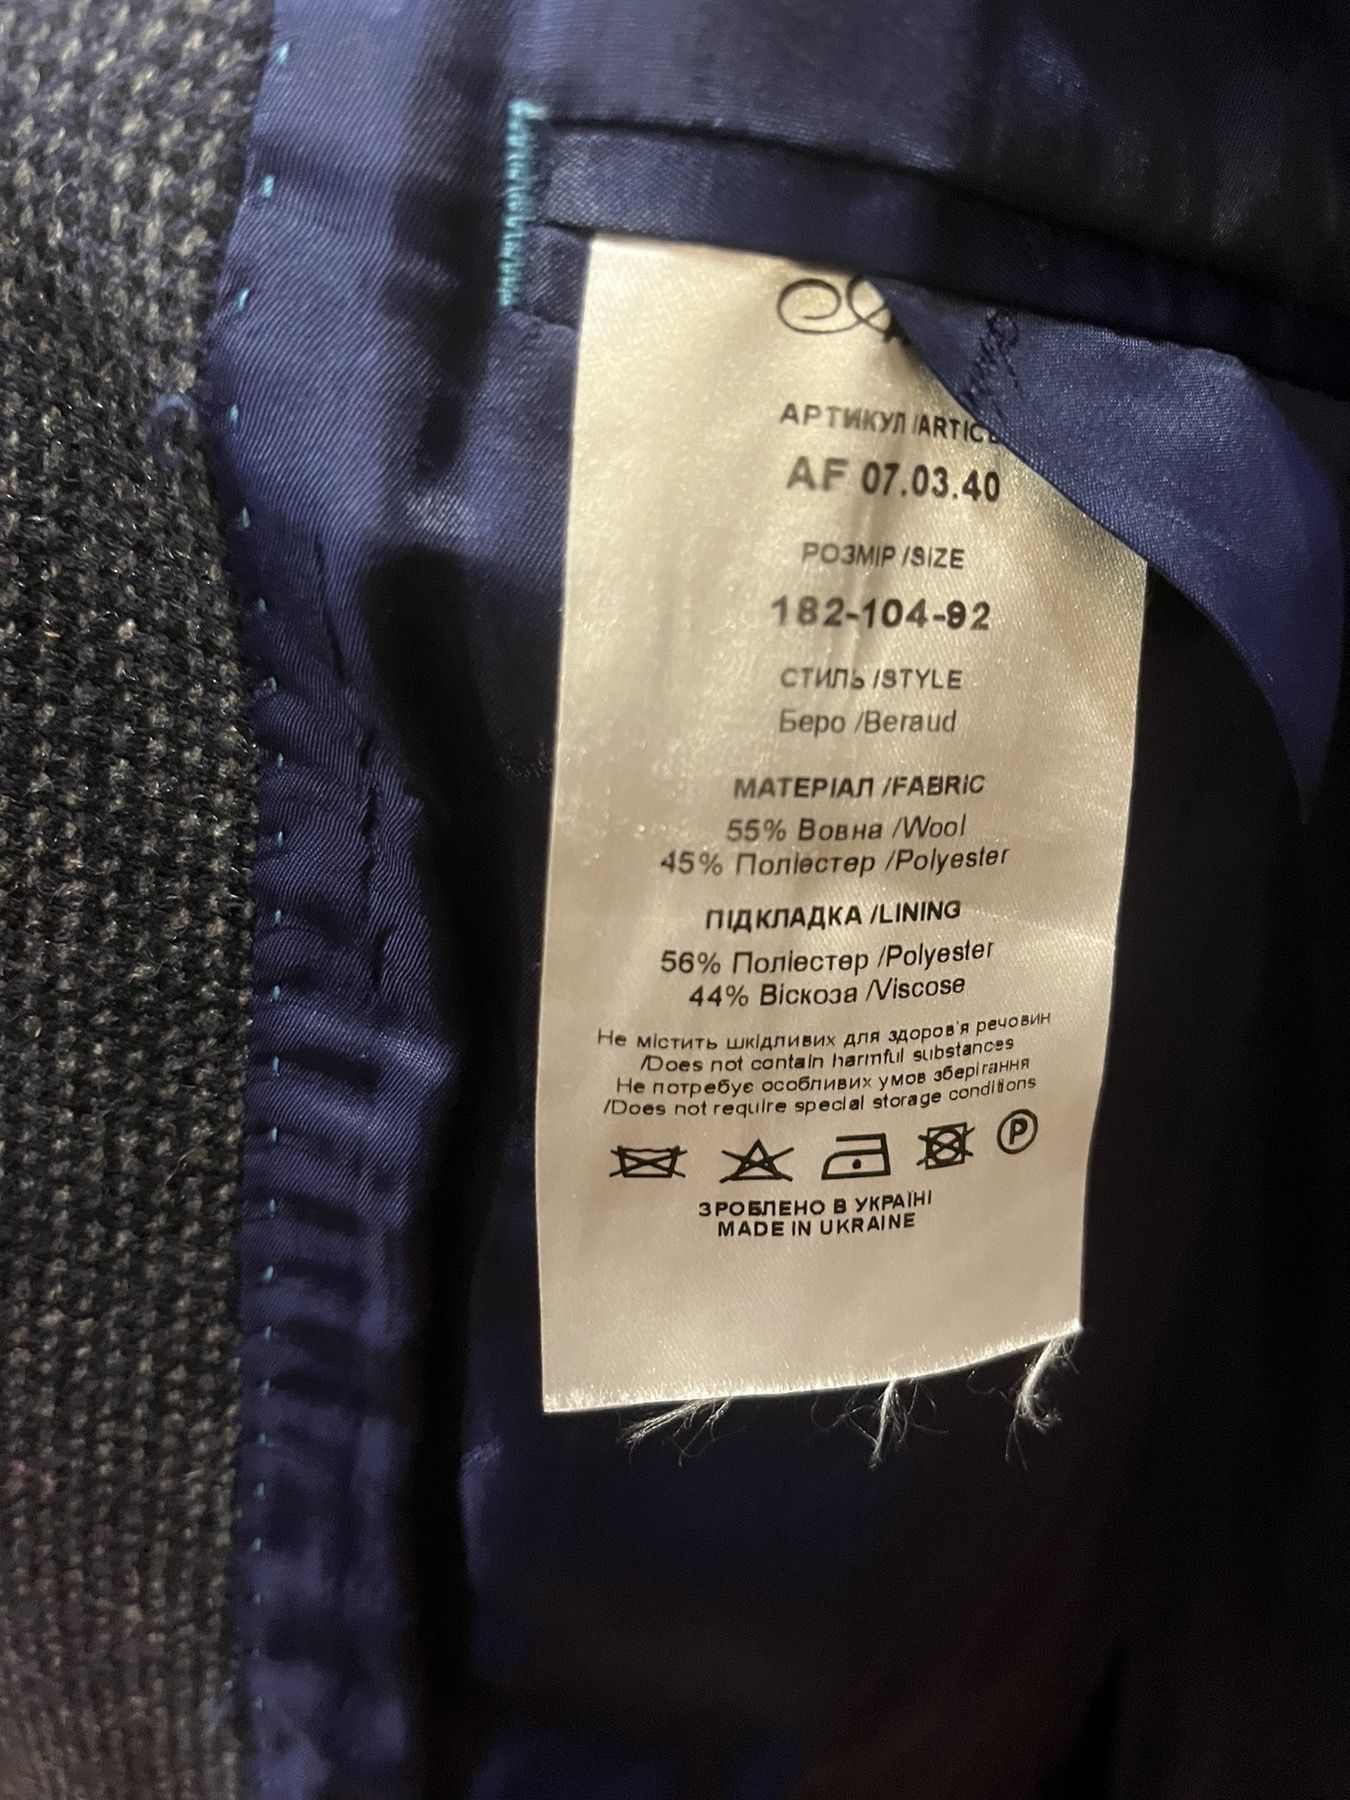 АРТИКУЛ /ARTIC
AF 07.03.40
РОЗМІР /SIZE
182-104-92
СТИЛЬ /STYLE
Беро /Beraud
МАТЕРІАЛ /FABRIC
55% Вовна /Wool
45% Поліестер /Polyester
ПІДКЛАДКА /LINING
56% Поліестер /Polyester
44% Віскоза /Viscose
Не містить шкідливих для здоров'я речовин
/Does not contain harmful substances
Не потребує особливих умов зберігання
/Does not require special storage conditions
P
ЗРОБЛЕНО В УКРАЇНІ
MADE IN UKRAINE